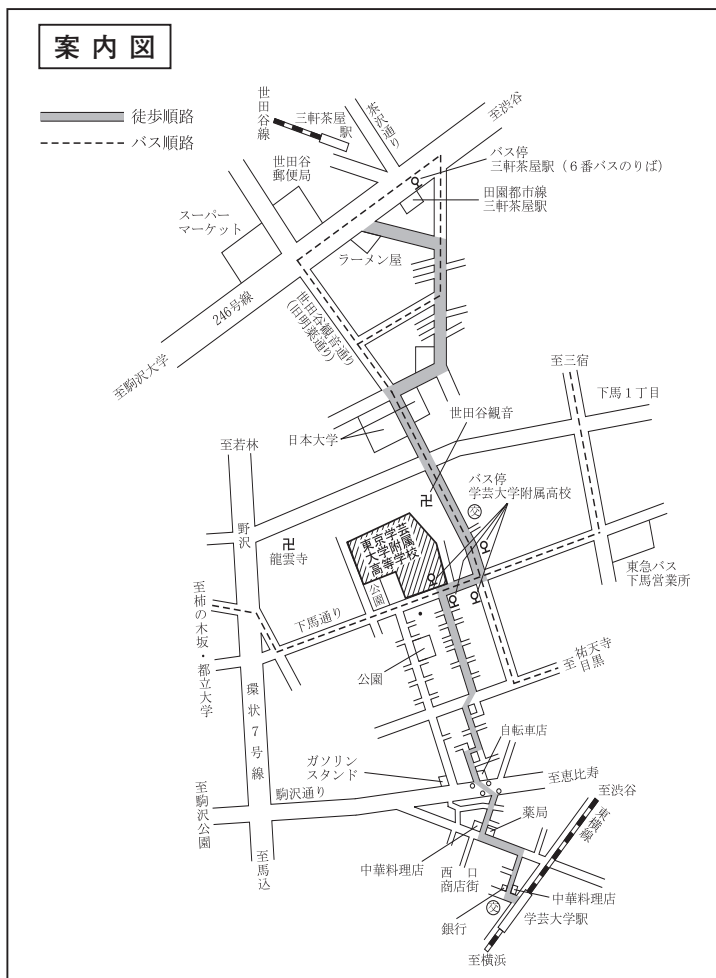 案内図
徒歩順路
バス順路
世田谷線
三軒茶屋駅
茶沢通り
至渋谷
バス停
三軒茶屋駅（６番バスのりば）
田園都市線
三軒茶屋駅
世田谷
郵便局
スーパー
マーケット
ラーメン屋
246号線
至駒沢大学
世田谷観音通り
（旧明薬通り）
至三宿
下馬１丁目
世田谷観音
日本大学
至若林
バス停
学芸大学附属高校
卍
交
野沢
卍
龍雲寺
東京学芸
大学附属
高等学校
公園
東急バス
下馬営業所
下馬通り
至柿の木坂・都立大学
公園
至祐天寺
目黒
環状７号線
自転車店
ガソリン
スタンド
至恵比寿
駒沢通り
至駒沢公園
至渋谷
東横線
薬局
至馬込
中華料理店
西口
商店街
中華料理店
交
銀行
学芸大学駅
至横浜